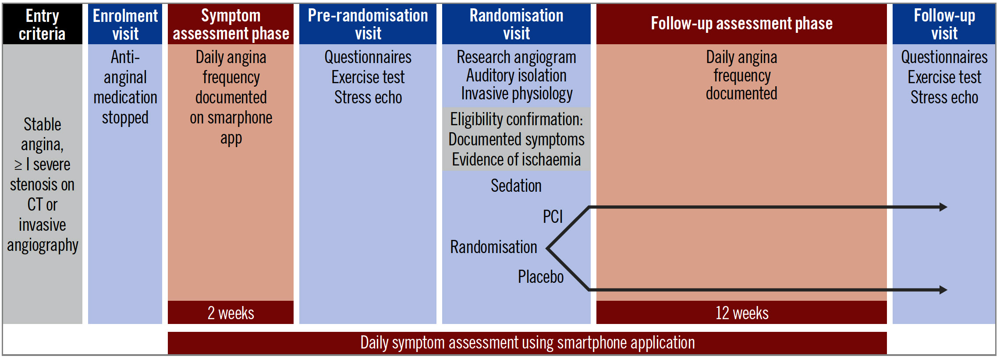 Entry
criteria
Stable
angina,
≥ I severe
stenosis on
CT or
invasive
angiography
Enrolment
visit
Anti-
anginal
medication
stopped
Symptom
assessment phase
Daily angina
frequency
documented
on smarphone
app
2 weeks
Pre-randomisation
visit
Questionnaires
Exercise test
Stress echo
Randomisation
visit
Research angiogram
Auditory isolation
Invasive physiology
Eligibility confirmation:
Documented symptoms
Evidence of ischaemia
Sedation
PCI
Randomisation
Placebo
Follow-up assessment phase
Daily angina
frequency
documented
12 weeks
Follow-up
visit
Questionnaires
Exercise test
Stress echo
Daily symptom assessment using smartphone application